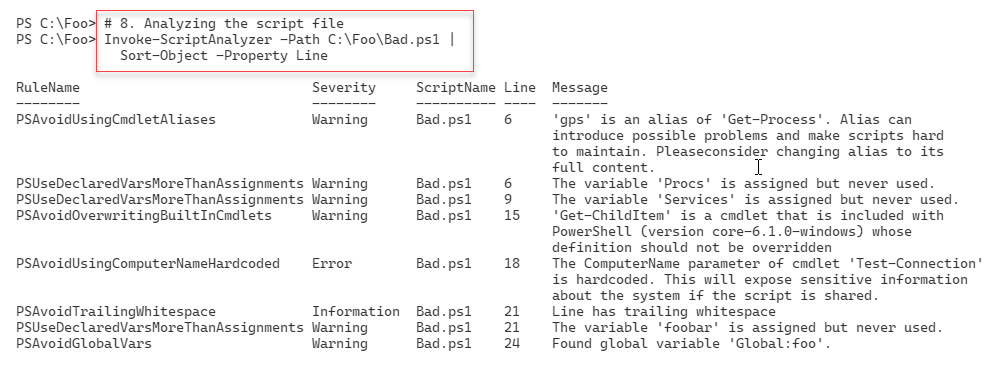 PS C:\Foo> # 8. Analyzing the script file
PS C:\Foo> Invoke-ScriptAnalyzer -Path C:\Foo\Bad.ps1 |
Sort-Object -Property Line
RuleName Severity ScriptName Line Message
-------- -------- ---------- ---- -------
PSAvoidUsingCmdletAliases Warning Bad.ps1 6 'gps' is an alias of 'Get-Process'. Alias can
introduce possible problems and make scripts hard
to maintain. Pleaseconsider changing alias to its
full content.
PSUseDeclaredVarsMoreThanAssignments Warning Bad.ps1 6 The variable 'Procs' is assigned but never used.
PSUseDeclaredVarsMoreThanAssignments Warning Bad.ps1 9 The variable 'Services' is assigned but never used.
PSAvoidOverwritingBuiltInCmdlets Warning Bad.ps1 15 'Get-ChildItem' is a cmdlet that is included with
PowerShell (version core-6.1.0-windows) whose
definition should not be overridden
PSAvoidUsingComputerNameHardcoded Error Bad.ps1 18 The ComputerName parameter of cmdlet 'Test-Connection'
is hardcoded. This will expose sensitive information
about the system if the script is shared.
PSAvoidTrailingWhitespace Information Bad.ps1 21 Line has trailing whitespace
PSUseDeclaredVarsMoreThanAssignments Warning Bad.ps1 21 The variable 'foobar' is assigned but never used.
PSAvoidGlobalVars Warning Bad.ps1 24 Found global variable 'Global:foo'.